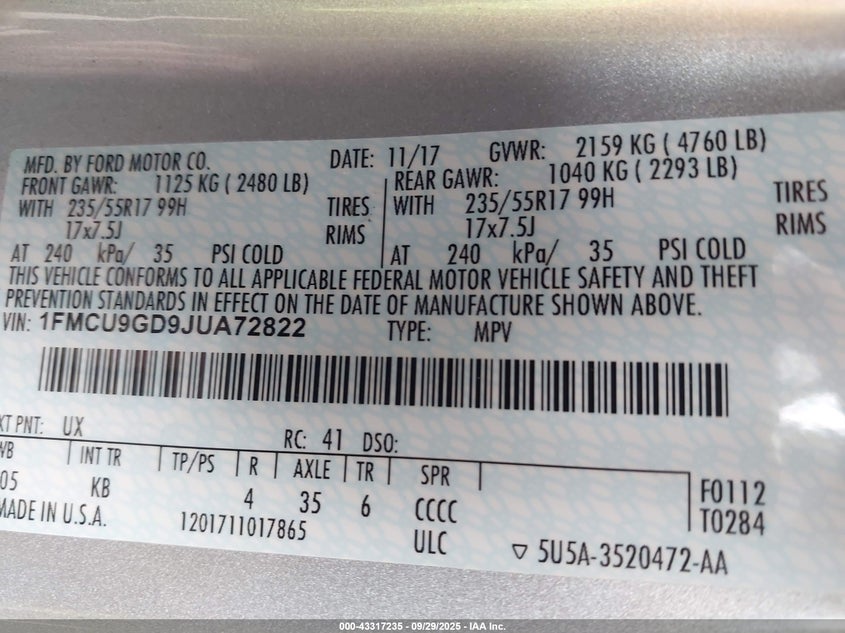 MFD. BY FORD MOTOR CO. DATE: 11/17 GVWR: 2159 KG ( 4760 LB)
FRONT GAWR: 1125 KG ( 2480 LB) REAR GAWR: 1040 KG ( 2293 LB)
WITH 235/55R17 99H TIRES WITH 235/55R17 99H TIRES
17x7.5J RIMS 17x7.5J RIMS
AT 240 kPa/ 35 PSI COLD AT 240 kPa/ 35 PSI COLD
THIS VEHICLE CONFORMS TO ALL APPLICABLE FEDERAL MOTOR VEHICLE SAFETY AND THEFT
PREVENTION STANDARDS IN EFFECT ON THE DATE OF MANUFACTURE SHOWN ABOVE.
VIN: 1FMCU9GD9JUA72822 TYPE: MPV
XT PNT: UX RC: 41 DSO:
WB INT TR TP/PS R AXLE TR SPR
05 KB 4 35 6 CCCC F0112
MADE IN U.S.A. 1201711017865 ULC T0284
▽ 5U5A-3520472-AA
000-43317235 - 09/29/2025 - IAA Inc.